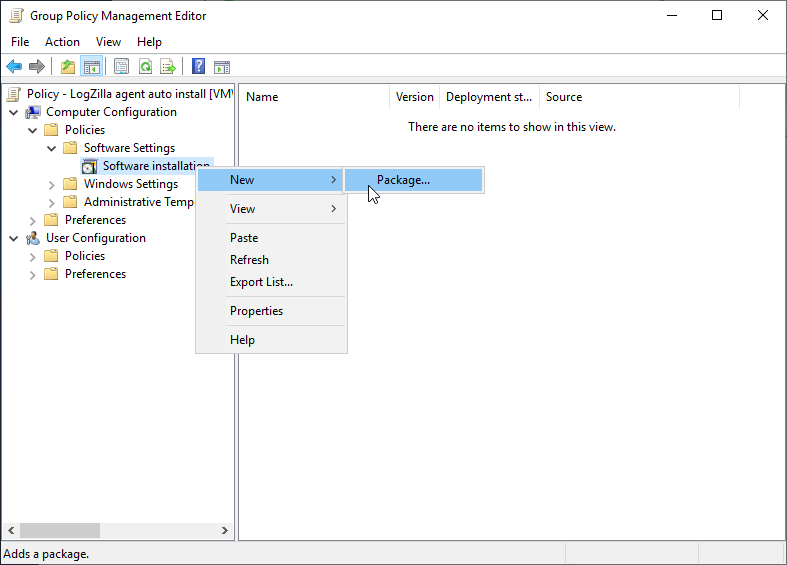 Group Policy Management Editor
File Action View Help
Policy - LogZilla agent auto install [VMW
Computer Configuration
Policies
Software Settings
Software installation
Windows Settings
Administrative Temp
Preferences
User Configuration
Policies
Preferences
Name Version Deployment st... Source
There are no items to show in this view.
New
Package...
View
Paste
Refresh
Export List...
Properties
Help
Adds a package.